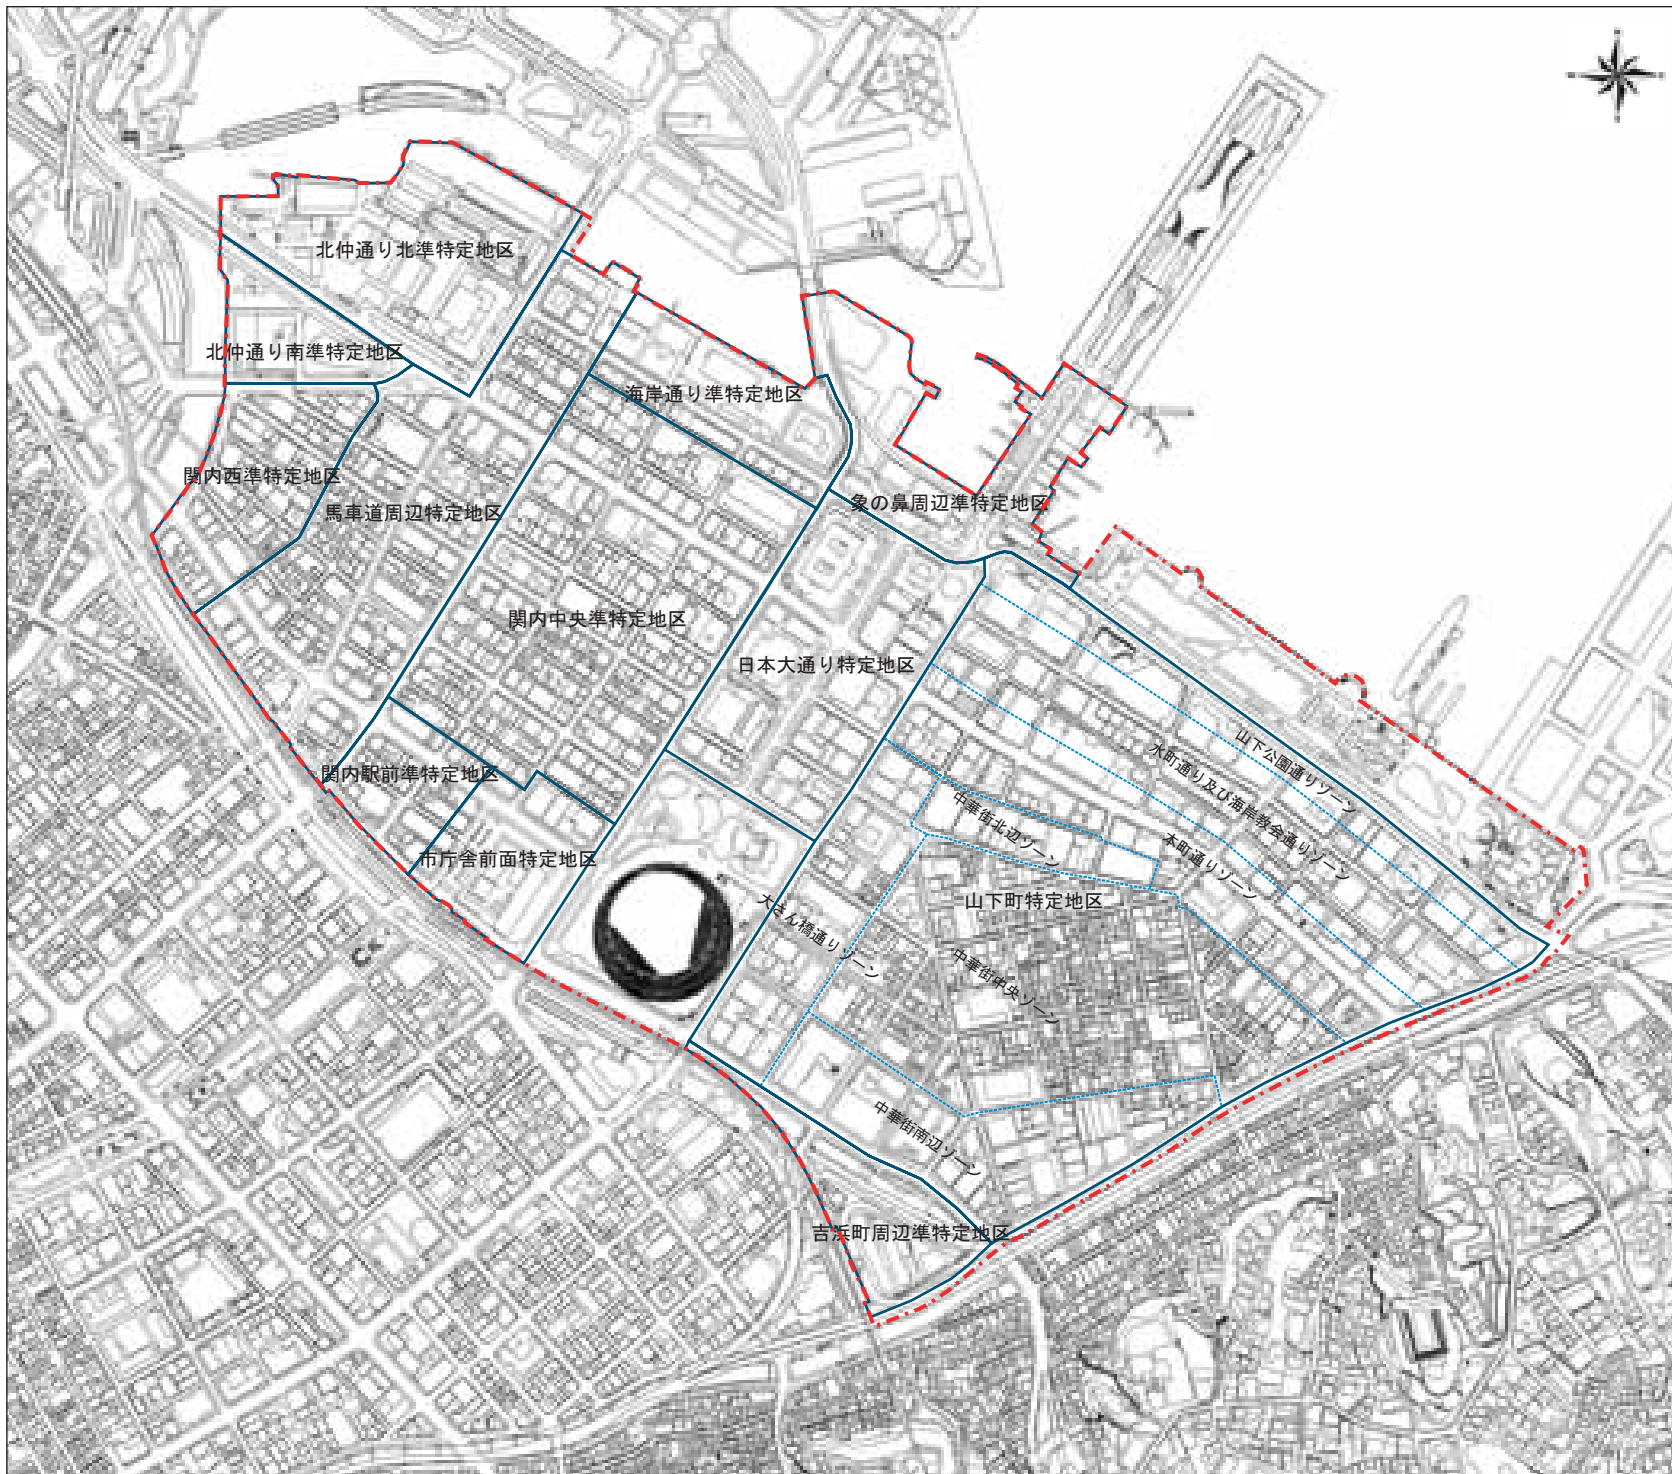 北仲通り北準特定地区
北仲通り南準特定地区
海岸通り準特定地区
関内西準特定地区
馬車道周辺特定地区
象の鼻周辺準特定地区
関内中央準特定地区
日本大通り特定地区
山下公園通りゾーン
水町通り及び海岸教会通りゾーン
関内駅前準特定地区
中華街北辺ゾーン
本町通りゾーン
市庁舎前面特定地区
山下町特定地区
大さん橋通りゾーン
中華街中央ゾーン
中華街南辺ゾーン
吉浜町周辺準特定地区